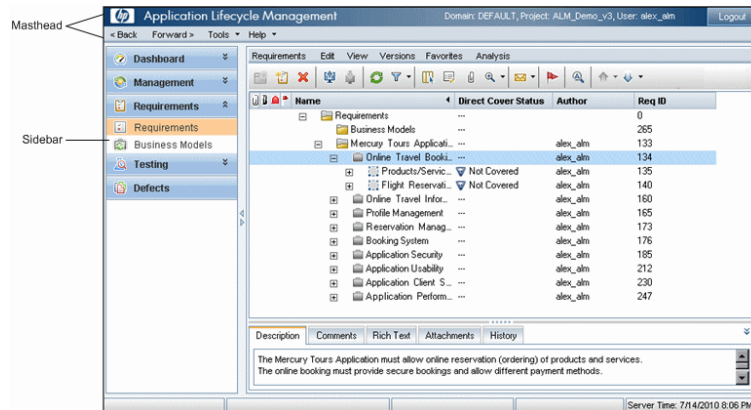 Masthead
Sidebar
hp Application Lifecycle Management
Domain: DEFAULT, Project: ALM_Demo_v3, User: alex_alm
Logout
< Back Forward > Tools Help
Dashboard
Management
Requirements
Requirements
Business Models
Testing
Defects
Requirements Edit View Versions Favorites Analysis
Name Direct Cover Status Author Req ID
Requirements ... 0
Business Models ... 265
Mercury Tours Applicati... ... alex_alm 133
Online Travel Booki... ... alex_alm 134
Products/Servic... Not Covered alex_alm 135
Flight Reservati... Not Covered alex_alm 140
Online Travel Infor... ... alex_alm 160
Profile Management ... alex_alm 165
Reservation Manag... ... alex_alm 173
Booking System ... alex_alm 176
Application Security ... alex_alm 185
Application Usability ... alex_alm 212
Application Client S... ... alex_alm 230
Application Perform... ... alex_alm 247
Description Comments Rich Text Attachments History
The Mercury Tours Application must allow online reservation (ordering) of products and services.
The online booking must provide secure bookings and allow different payment methods.
Server Time: 7/14/2010 8:06 PM